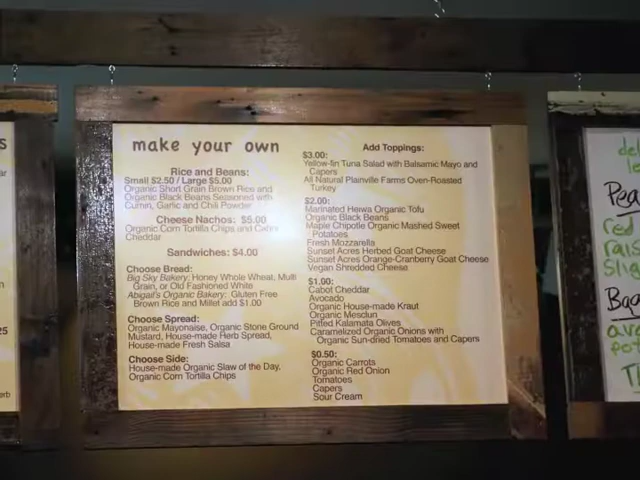 make your own
Rice and Beans:
Small $2.50 / Large $5.00
Organic Short Grain Brown Rice and
Organic Black Beans Seasoned with
Cumin, Garlic and Chili Powder
Cheese Nachos: $5.00
Organic Corn Tortilla Chips and Cabot
Cheddar
Sandwiches: $4.00
Choose Bread:
Big Sky Bakery: Honey Whole Wheat, Multi
Grain, or Old Fashioned White
Abigail's Organic Bakery: Gluten Free
Brown Rice and Millet add $1.00
Choose Spread:
Organic Mayonaise, Organic Stone Ground
Mustard, House-made Herb Spread,
House-made Fresh Salsa
Choose Side:
House-made Organic Slaw of the Day,
Organic Corn Tortilla Chips
Add Toppings:
$3.00:
Yellow-fin Tuna Salad with Balsamic Mayo and
Capers
All Natural Plainville Farms Oven-Roasted
Turkey
$2.00:
Marinated Heiwa Organic Tofu
Organic Black Beans
Maple Chipotle Organic Mashed Sweet
Potatoes
Fresh Mozzarella
Sunset Acres Herbed Goat Cheese
Sunset Acres Orange-Cranberry Goat Cheese
Vegan Shredded Cheese
$1.00:
Cabot Cheddar
Avocado
Organic House-made Kraut
Organic Mesclun
Pitted Kalamata Olives
Caramelized Organic Onions with
Organic Sun-dried Tomatoes and Capers
$0.50:
Organic Carrots
Organic Red Onion
Tomatoes
Capers
Sour Cream